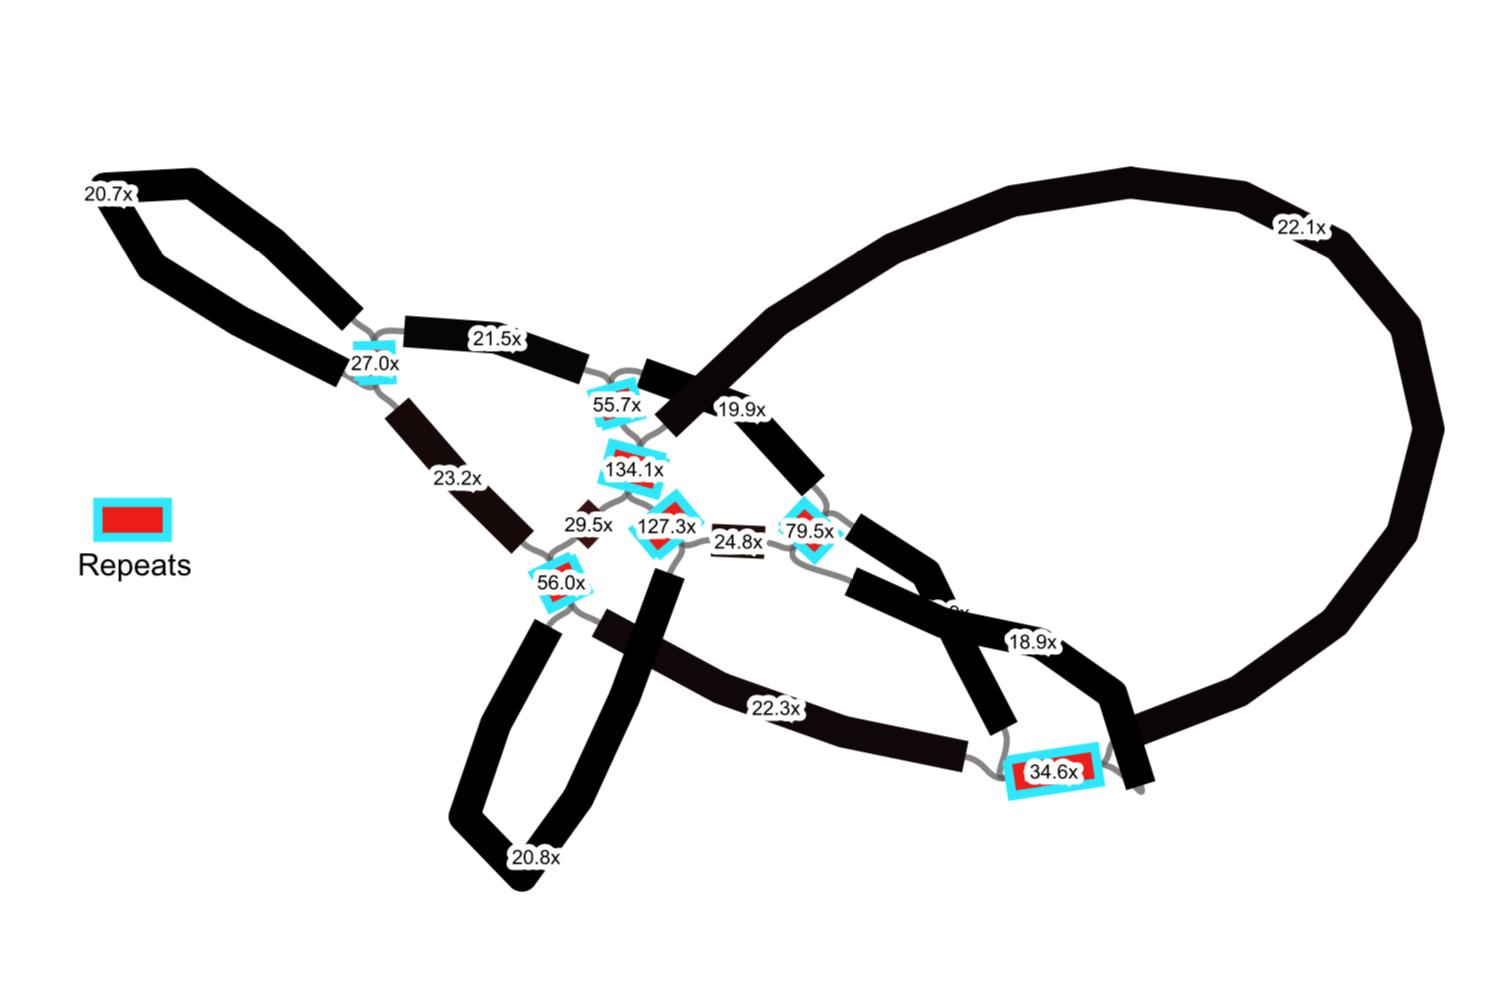 20.7x
22.1x
21.5x
27.0x
55.7x
19.9x
134.1x
23.2x
29.5x
127.3x
24.8x
79.5x
Repeats
56.0x
18.9x
22.3x
34.6x
20.8x